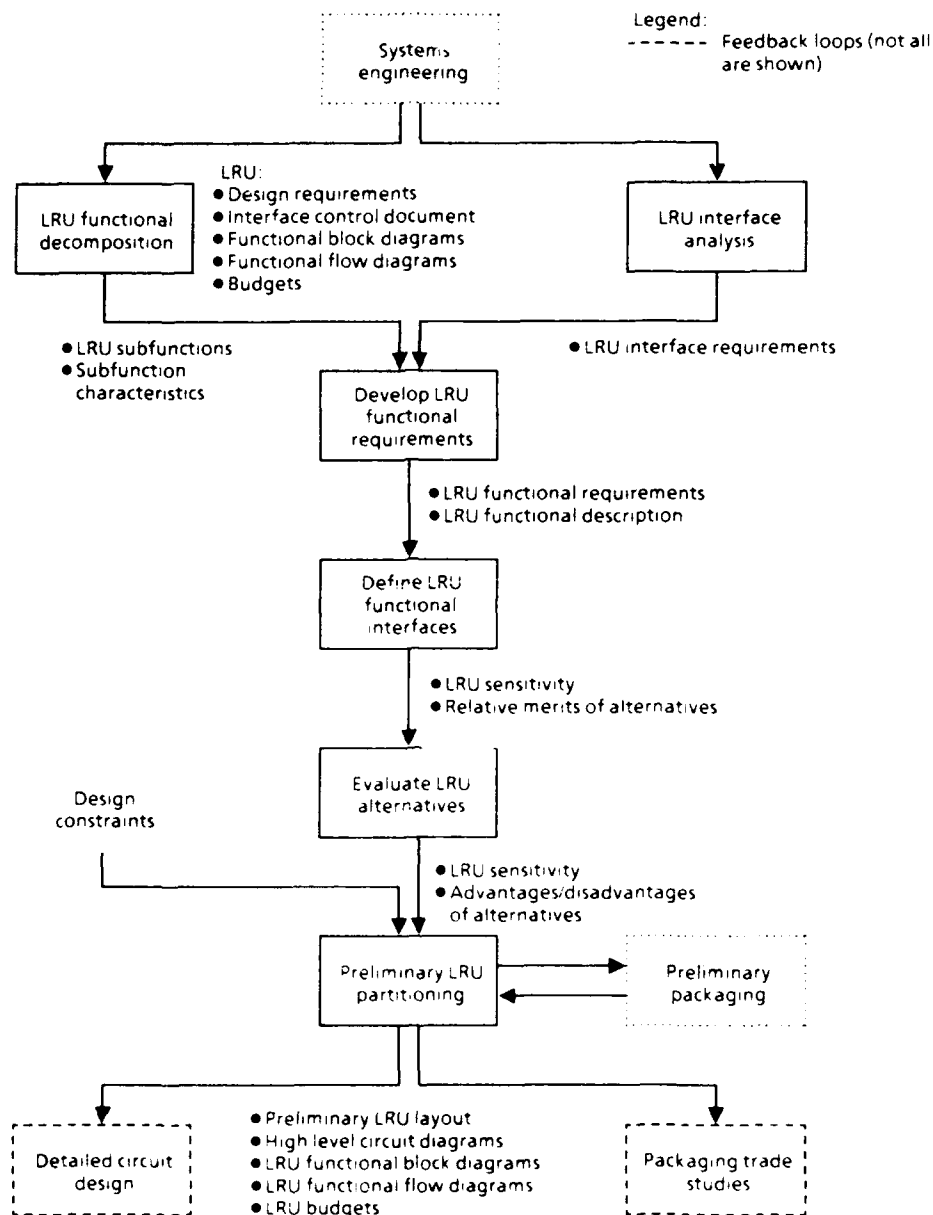 Legend:
Feedback loops (not all
are shown)
Systems
engineering
LRU functional
decomposition
LRU:
● Design requirements
● Interface control document
● Functional block diagrams
● Functional flow diagrams
● Budgets
LRU interface
analysis
● LRU subfunctions
● Subfunction
characteristics
● LRU interface requirements
Develop LRU
functional
requirements
● LRU functional requirements
● LRU functional description
Define LRU
functional
interfaces
● LRU sensitivity
● Relative merits of alternatives
Evaluate LRU
alternatives
Design
constraints
● LRU sensitivity
● Advantages/disadvantages
of alternatives
Preliminary LRU
partitioning
Preliminary
packaging
Detailed circuit
design
● Preliminary LRU layout
● High level circuit diagrams
● LRU functional block diagrams
● LRU functional flow diagrams
● LRU budgets
Packaging trade
studies